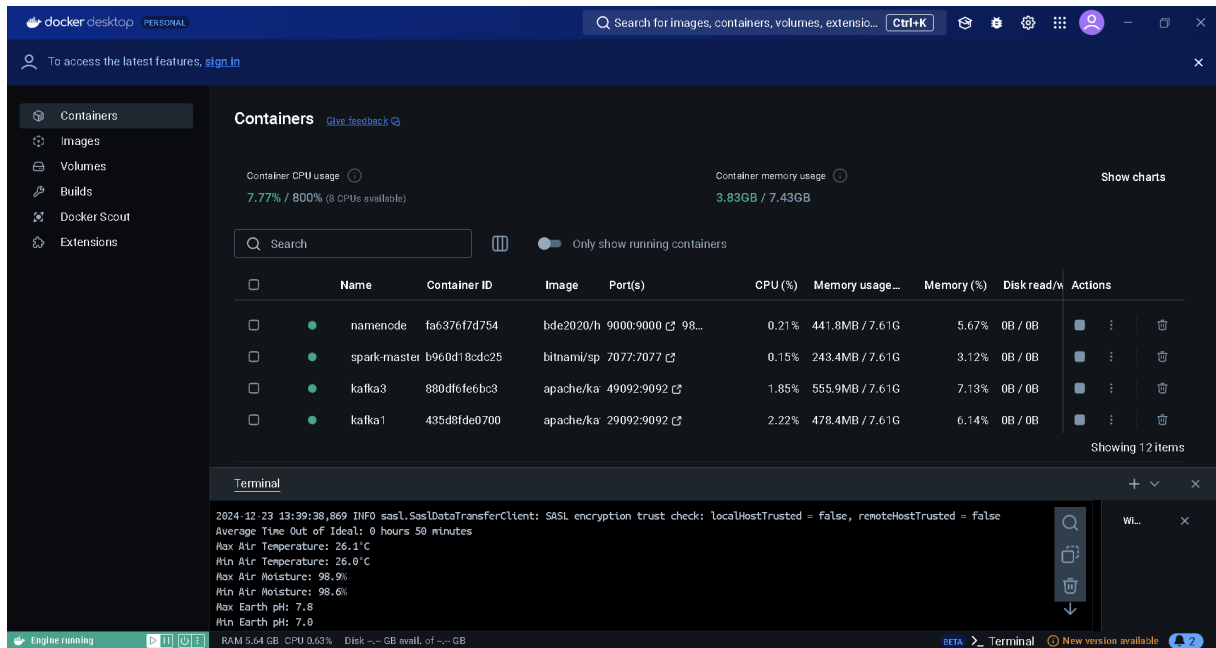 docker desktop PERSONAL
Search for images, containers, volumes, extensio... Ctrl+K
To access the latest features, sign in
Containers
Images
Volumes
Builds
Docker Scout
Extensions
Containers Give feedback
Container CPU usage
7.77% / 800% (8 CPUs available)
Container memory usage
3.83GB / 7.43GB
Show charts
Search
Only show running containers
Name Container ID Image Port(s) CPU (%) Memory usage... Memory (%) Disk read/w Actions
namenode fa6376f7d754 bde2020/h 9000:9000 98... 0.21% 441.8MB / 7.61G 5.67% 0B / 0B
spark-master b960d18cdc25 bitnami/sp 7077:7077 0.15% 243.4MB / 7.61G 3.12% 0B / 0B
kafka3 880df6fe6bc3 apache/ka 49092:9092 1.85% 555.9MB / 7.61G 7.13% 0B / 0B
kafka1 435d8fde0700 apache/ka 29092:9092 2.22% 478.4MB / 7.61G 6.14% 0B / 0B
Showing 12 items
Terminal
2024-12-23 13:39:38,869 INFO sasl.SaslDataTransferClient: SASL encryption trust check: localHostTrusted = false, remoteHostTrusted = false
Average Time Out of Ideal: 0 hours 50 minutes
Max Air Temperature: 26.1°C
Min Air Temperature: 26.0°C
Max Air Moisture: 98.9%
Min Air Moisture: 98.6%
Max Earth pH: 7.8
Min Earth pH: 7.0
Wi...
Engine running
RAM 5.64 GB CPU 0.63% Disk -.-- GB avail. of -.-- GB
BETA >_ Terminal
New version available
2